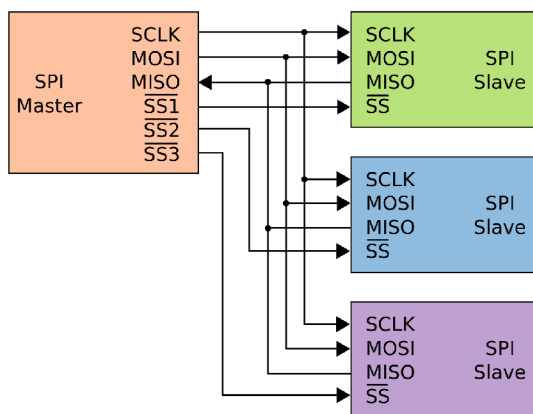 SPI
Master
SCLK
MOSI
MISO
SS1
SS2
SS3
SCLK
MOSI
MISO
SS
SPI
Slave
SCLK
MOSI
MISO
SS
SPI
Slave
SCLK
MOSI
MISO
SS
SPI
Slave